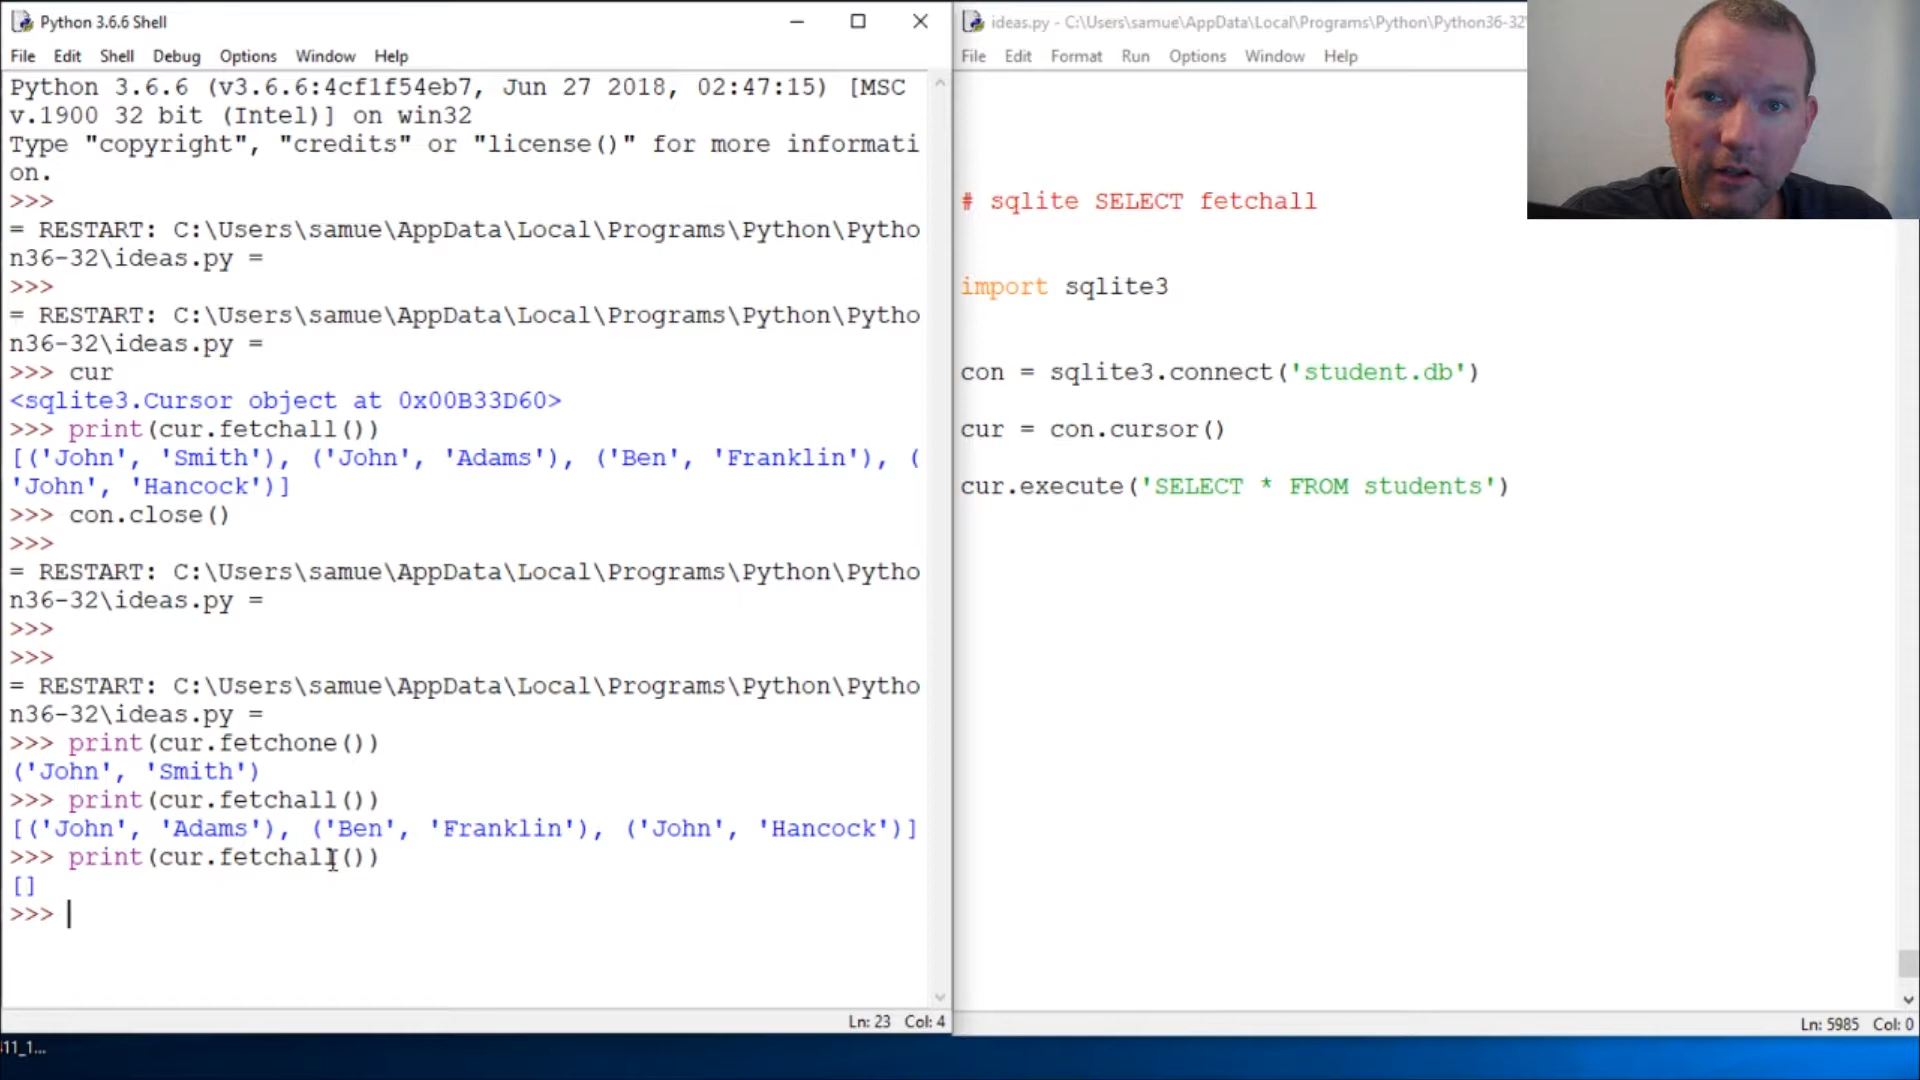 Python 3.6.6 Shell
File Edit Shell Debug Options Window Help
Python 3.6.6 (v3.6.6:4cf1f54eb7, Jun 27 2018, 02:47:15) [MSC
v.1900 32 bit (Intel)] on win32
Type "copyright", "credits" or "license()" for more informati
on.
>>>
= RESTART: C:\Users\samue\AppData\Local\Programs\Python\Pytho
n36-32\ideas.py =
>>>
= RESTART: C:\Users\samue\AppData\Local\Programs\Python\Pytho
n36-32\ideas.py =
>>> cur
<sqlite3.Cursor object at 0x00B33D60>
>>> print(cur.fetchall())
[('John', 'Smith'), ('John', 'Adams'), ('Ben', 'Franklin'), (
'John', 'Hancock')]
>>> con.close()
>>>
= RESTART: C:\Users\samue\AppData\Local\Programs\Python\Pytho
n36-32\ideas.py =
>>>
>>>
= RESTART: C:\Users\samue\AppData\Local\Programs\Python\Pytho
n36-32\ideas.py =
>>> print(cur.fetchone())
('John', 'Smith')
>>> print(cur.fetchall())
[('John', 'Adams'), ('Ben', 'Franklin'), ('John', 'Hancock')]
>>> print(cur.fetchall())
[]
>>>
Ln: 23 Col: 4
ideas.py - C:\Users\samue\AppData\Local\Programs\Python\Python36-32\
File Edit Format Run Options Window Help
# sqlite SELECT fetchall
import sqlite3
con = sqlite3.connect('student.db')
cur = con.cursor()
cur.execute('SELECT * FROM students')
Ln: 5985 Col: 0
11_1...